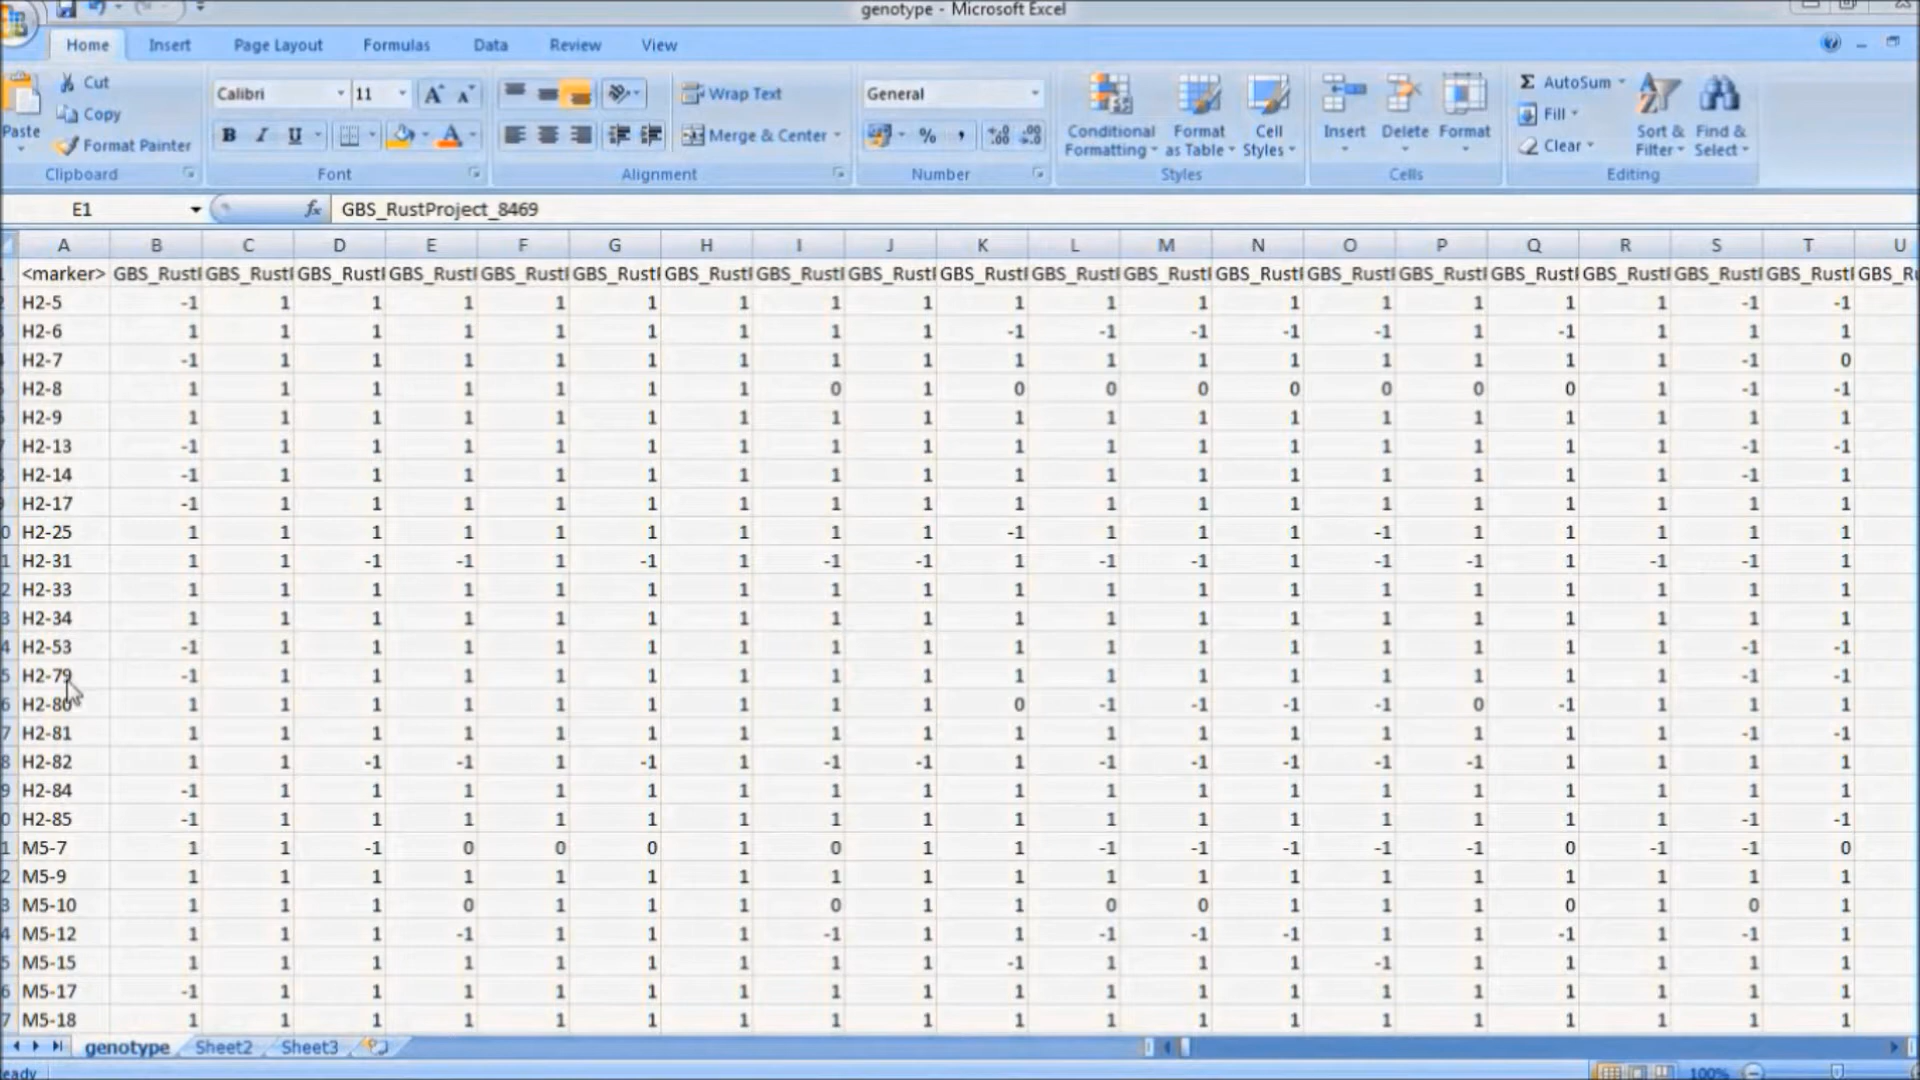 genotype - Microsoft Excel
Home Insert Page Layout Formulas Data Review View
Cut
Copy
Format Painter
Paste
Calibri 11
B I U
Wrap Text
Merge & Center
General
% ,
Conditional Formatting
Format as Table
Cell Styles
Insert Delete Format
Σ AutoSum
Fill
Clear
Sort & Filter
Find & Select
Clipboard Font Alignment Number Styles Cells Editing
E1 fx GBS_RustProject_8469
A B C D E F G H I J K L M N O P Q R S T U
<marker> GBS_Rust GBS_Rust GBS_Rust GBS_Rust GBS_Rust GBS_Rust GBS_Rust GBS_Rust GBS_Rust GBS_Rust GBS_Rust GBS_Rust GBS_Rust GBS_Rust GBS_Rust GBS_Rust GBS_Rust GBS_Rust GBS_Rust GBS_R
H2-5 -1 1 1 1 1 1 1 1 1 1 1 1 1 1 1 1 1 -1 -1
H2-6 1 1 1 1 1 1 1 1 1 -1 -1 -1 -1 -1 1 -1 1 1 1
H2-7 -1 1 1 1 1 1 1 1 1 1 1 1 1 1 1 1 1 -1 0
H2-8 1 1 1 1 1 1 1 0 1 0 0 0 0 0 0 0 1 -1 -1
H2-9 1 1 1 1 1 1 1 1 1 1 1 1 1 1 1 1 1 1 1
H2-13 -1 1 1 1 1 1 1 1 1 1 1 1 1 1 1 1 1 -1 -1
H2-14 -1 1 1 1 1 1 1 1 1 1 1 1 1 1 1 1 1 -1 1
H2-17 -1 1 1 1 1 1 1 1 1 1 1 1 1 1 1 1 1 1 1
H2-25 1 1 1 1 1 1 1 1 1 -1 1 1 1 -1 1 1 1 1 1
H2-31 1 1 -1 -1 1 -1 1 -1 -1 1 -1 -1 1 -1 -1 1 -1 -1 1
H2-33 1 1 1 1 1 1 1 1 1 1 1 1 1 1 1 1 1 1 1
H2-34 1 1 1 1 1 1 1 1 1 1 1 1 1 1 1 1 1 1 1
H2-53 -1 1 1 1 1 1 1 1 1 1 1 1 1 1 1 1 1 -1 -1
H2-79 -1 1 1 1 1 1 1 1 1 1 1 1 1 1 1 1 1 -1 -1
H2-80 1 1 1 1 1 1 1 1 1 0 -1 -1 -1 -1 0 -1 1 1 1
H2-81 1 1 1 1 1 1 1 1 1 1 1 1 1 1 1 1 1 -1 -1
H2-82 1 1 -1 -1 1 -1 1 -1 -1 1 -1 -1 -1 -1 -1 1 1 1 1
H2-84 -1 1 1 1 1 1 1 1 1 1 1 1 1 1 1 1 1 1 1
H2-85 -1 1 1 1 1 1 1 1 1 1 1 1 1 1 1 1 1 -1 -1
M5-7 1 1 -1 0 0 0 1 0 1 1 -1 -1 -1 -1 -1 0 -1 -1 0
M5-9 1 1 1 1 1 1 1 1 1 1 1 1 1 1 1 1 1 1 1
M5-10 1 1 1 0 1 1 1 0 1 1 0 0 1 1 1 0 1 0 1
M5-12 1 1 1 -1 1 1 1 -1 1 1 -1 -1 -1 1 1 -1 1 -1 1
M5-15 1 1 1 1 1 1 1 1 1 -1 1 1 1 -1 1 1 1 1 1
M5-17 -1 1 1 1 1 1 1 1 1 1 1 1 1 1 1 1 1 1 1
M5-18 1 1 1 1 1 1 1 1 1 1 1 1 1 1 1 1 1 1 1
genotype Sheet2 Sheet3
eady 100%